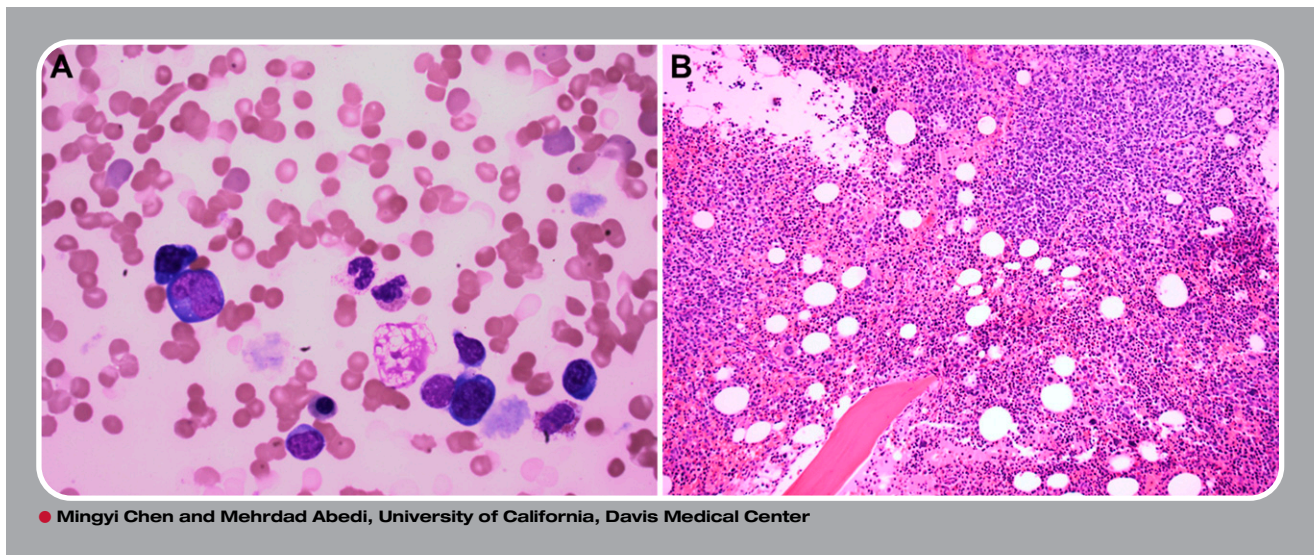 A
B
Mingyi Chen and Mehrdad Abedi, University of California, Davis Medical Center